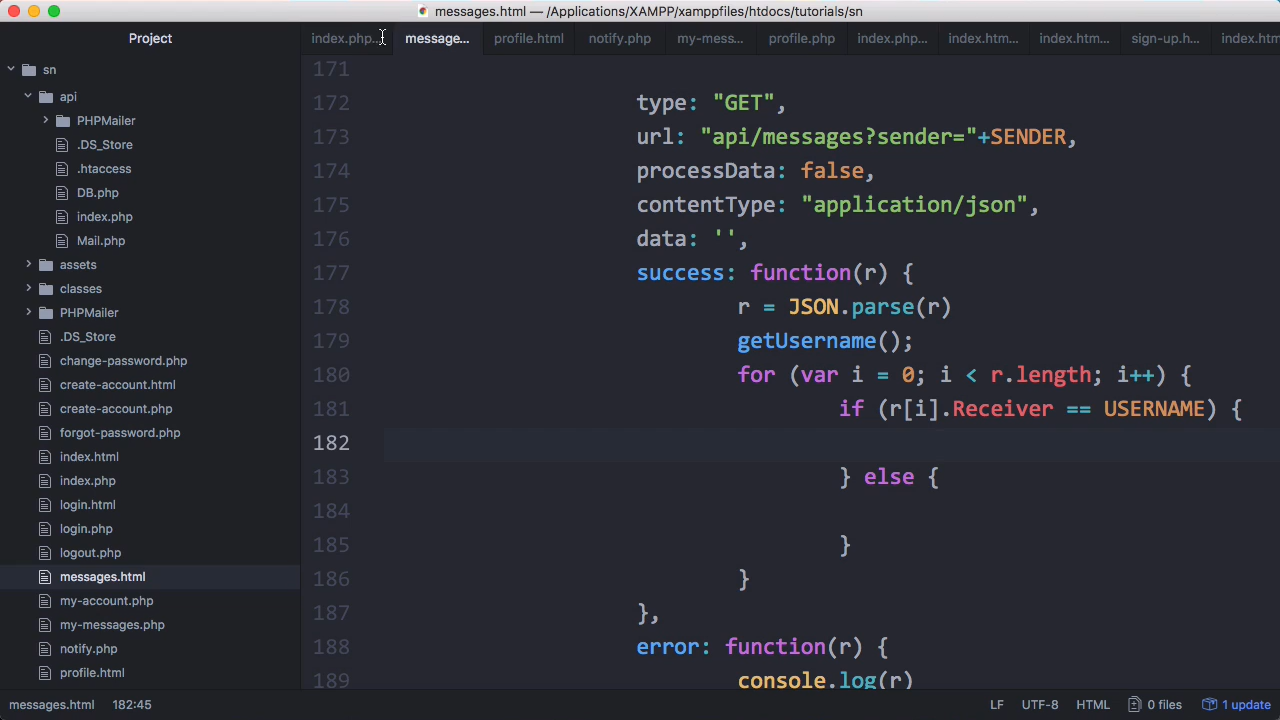 messages.html — /Applications/XAMPP/xamppfiles/htdocs/tutorials/sn
Project
index.php... message... profile.html notify.php my-mess... profile.php index.php... index.htm... index.htm... sign-up.h... index.htm
sn
api
PHPMailer
.DS_Store
.htaccess
DB.php
index.php
Mail.php
assets
classes
PHPMailer
.DS_Store
change-password.php
create-account.html
create-account.php
forgot-password.php
index.html
index.php
login.html
login.php
logout.php
messages.html
my-account.php
my-messages.php
notify.php
profile.html
171
172 type: "GET",
173 url: "api/messages?sender="+SENDER,
174 processData: false,
175 contentType: "application/json",
176 data: '',
177 success: function(r) {
178 r = JSON.parse(r)
179 getUsername();
180 for (var i = 0; i < r.length; i++) {
181 if (r[i].Receiver == USERNAME) {
182
183 } else {
184
185 }
186 }
187 },
188 error: function(r) {
189 console.log(r)
messages.html 182:45 LF UTF-8 HTML 0 files 1 update